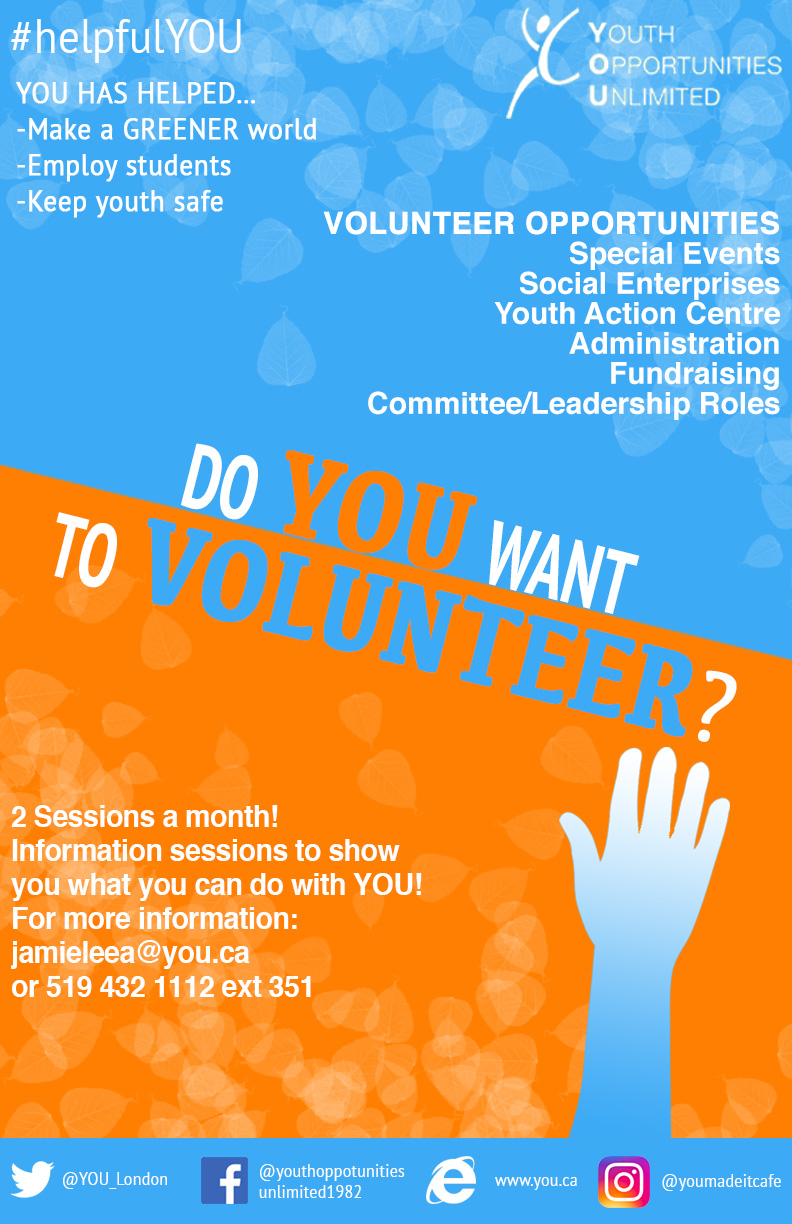 #helpfulYOU
YOU HAS HELPED...
-Make a GREENER world
-Employ students
-Keep youth safe
YOUTH
OPPORTUNITIES
UNLIMITED
VOLUNTEER OPPORTUNITIES
Special Events
Social Enterprises
Youth Action Centre
Administration
Fundraising
Committee/Leadership Roles
DO YOU WANT
TO VOLUNTEER?
2 Sessions a month!
Information sessions to show
you what you can do with YOU!
For more information:
jamieleea@you.ca
or 519 432 1112 ext 351
@YOU_London
@youthoppotunities
unlimited1982
www.you.ca
@youmadeitcafe